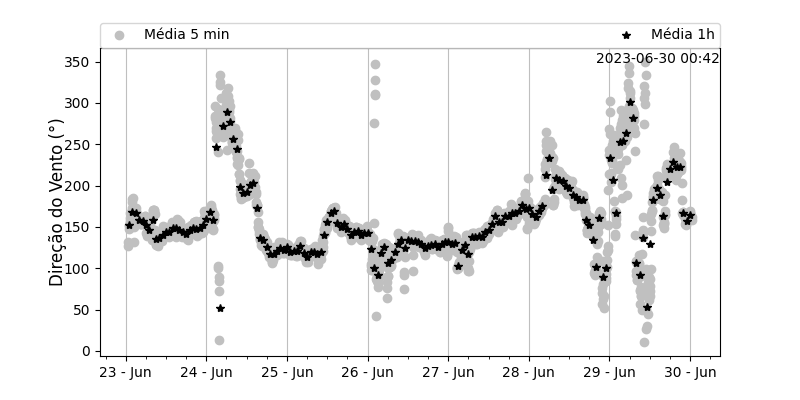 Média 5 min
Média 1h
2023-06-30 00:42
Direção do Vento (°)
350
300
250
200
150
100
50
0
23 - Jun
24 - Jun
25 - Jun
26 - Jun
27 - Jun
28 - Jun
29 - Jun
30 - Jun